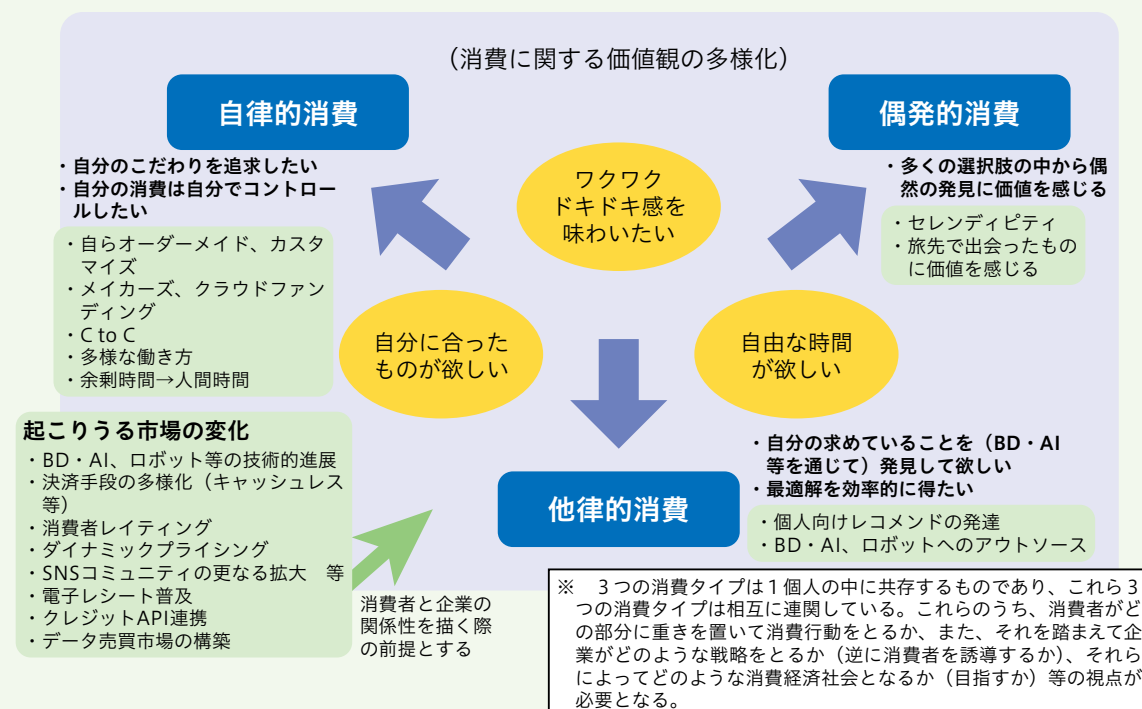 （消費に関する価値観の多様化）
自律的消費
・自分のこだわりを追求したい
・自分の消費は自分でコントロー
ルしたい
・自らオーダーメイド、カスタ
マイズ
・メイカーズ、クラウドファン
ディング
・C to C
・多様な働き方
・余剰時間→人間時間
偶発的消費
・多くの選択肢の中から偶
然の発見に価値を感じる
・セレンディピティ
・旅先で出会ったもの
に価値を感じる
ワクワク
ドキドキ感を
味わいたい
自分に合った
ものが欲しい
自由な時間
が欲しい
起こりうる市場の変化
・BD・AI、ロボット等の技術的進展
・決済手段の多様化（キャッシュレス
等）
・消費者レイティング
・ダイナミックプライシング
・SNSコミュニティの更なる拡大　等
・電子レシート普及
・クレジットAPI連携
・データ売買市場の構築
消費者と企業の
関係性を描く際
の前提とする
他律的消費
・自分の求めていることを（BD・AI
等を通じて）発見して欲しい
・最適解を効率的に得たい
・個人向けレコメンドの発達
・BD・AI、ロボットへのアウトソース
※　３つの消費タイプは１個人の中に共存するものであり、これら３
つの消費タイプは相互に連関している。これらのうち、消費者がど
の部分に重きを置いて消費行動をとるか、また、それを踏まえて企
業がどのような戦略をとるか（逆に消費者を誘導するか）、それら
によってどのような消費経済社会となるか（目指すか）等の視点が
必要となる。